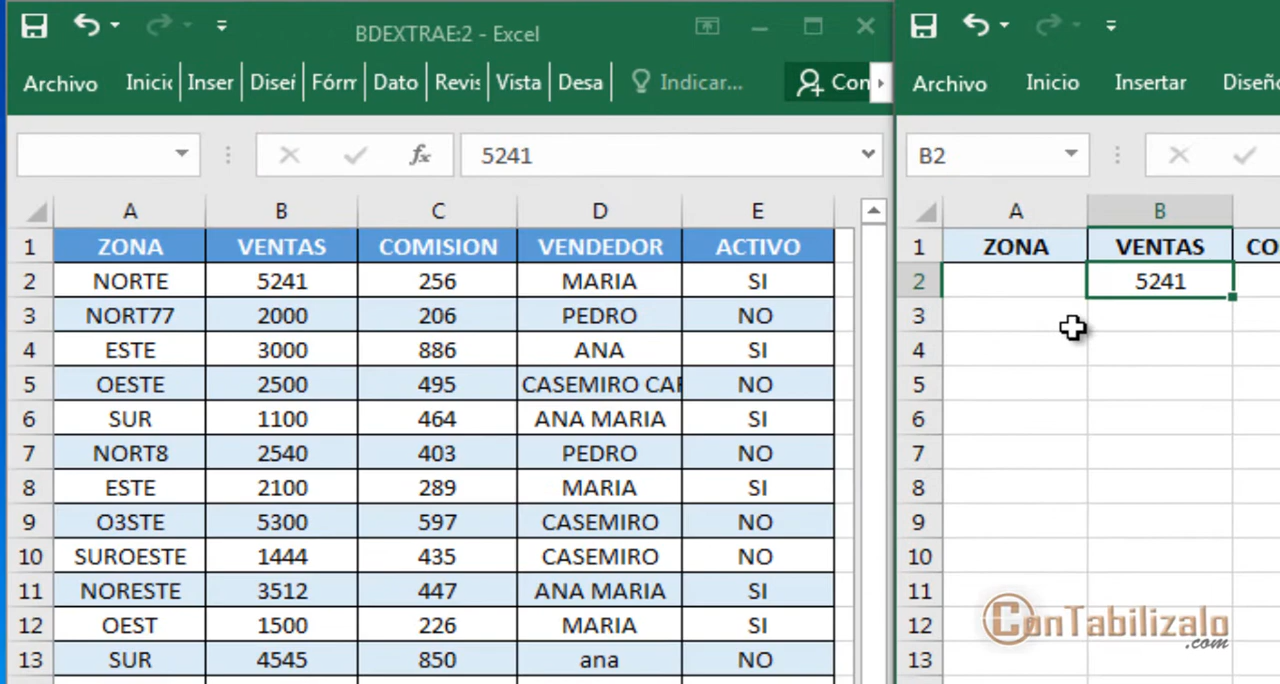 BDEXTRAE:2 - Excel
Archivo Inicic Inser Diseí Fórm Dato Revis Vista Desa Indicar... Con
5241
A B C D E
1 ZONA VENTAS COMISION VENDEDOR ACTIVO
2 NORTE 5241 256 MARIA SI
3 NORT77 2000 206 PEDRO NO
4 ESTE 3000 886 ANA SI
5 OESTE 2500 495 CASEMIRO CAR NO
6 SUR 1100 464 ANA MARIA SI
7 NORT8 2540 403 PEDRO NO
8 ESTE 2100 289 MARIA SI
9 O3STE 5300 597 CASEMIRO NO
10 SUROESTE 1444 435 CASEMIRO NO
11 NORESTE 3512 447 ANA MARIA SI
12 OEST 1500 226 MARIA SI
13 SUR 4545 850 ana NO
Archivo Inicio Insertar Diseño
B2
A B
1 ZONA VENTAS CO
2 5241
3
4
5
6
7
8
9
10
11
12
13
ConTabilizalo
.com